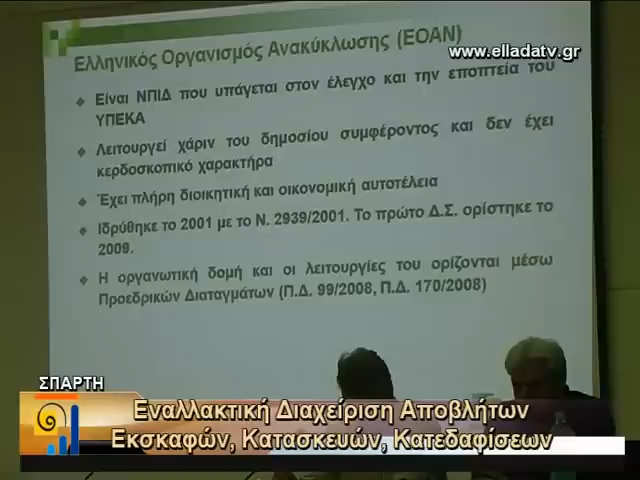 Ελληνικός Οργανισμός Ανακύκλωσης (ΕΟΑΝ)
www.elladatv.gr
Είναι ΝΠΙΔ που υπάγεται στον έλεγχο και την εποπτεία του
ΥΠΕΚΑ
Λειτουργεί χάριν του δημοσίου συμφέροντος και δεν έχει
κερδοσκοπικό χαρακτήρα
Έχει πλήρη διοικητική και οικονομική αυτοτέλεια
Ιδρύθηκε το 2001 με το Ν. 2939/2001. Το πρώτο Δ.Σ. ορίστηκε το
2009.
Η οργανωτική δομή και οι λειτουργίες του ορίζονται μέσω
Προεδρικών Διαταγμάτων (Π.Δ. 99/2008, Π.Δ. 170/2008)
ΣΠΑΡΤΗ
Εναλλακτική Διαχείριση Αποβλήτων
Εκσκαφών, Κατασκευών, Κατεδαφίσεων